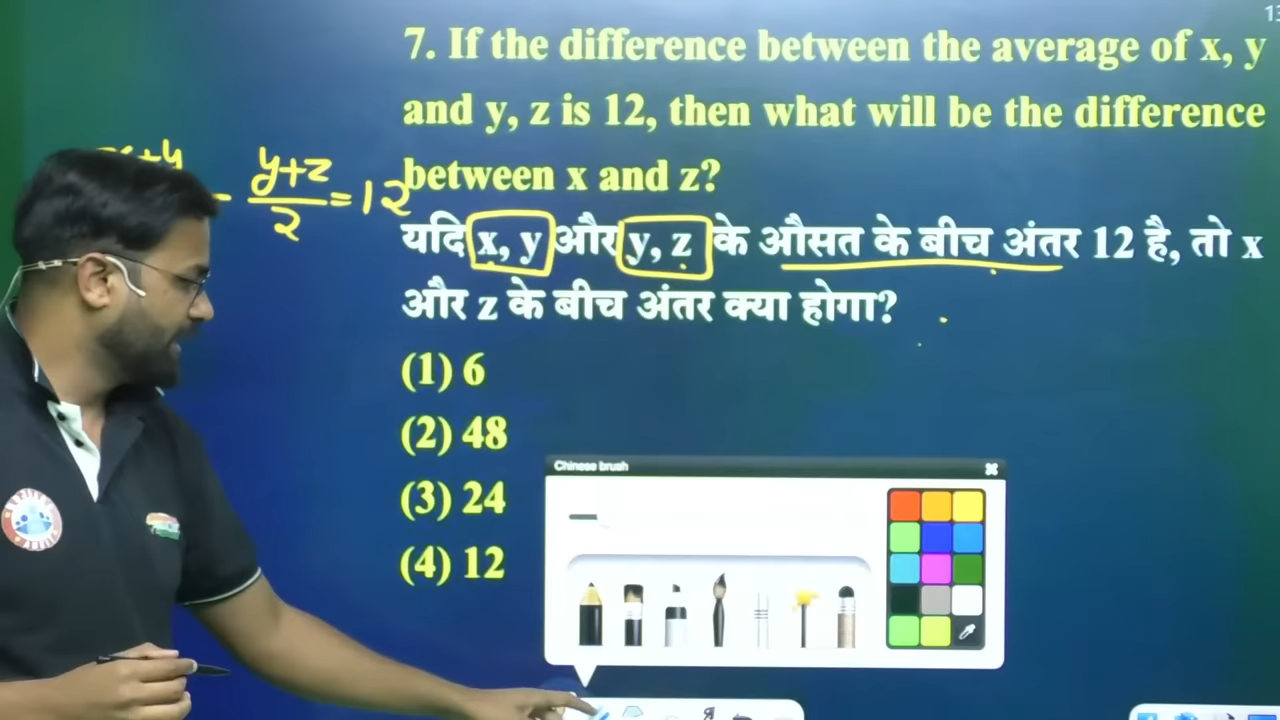 7. If the difference between the average of x, y
and y, z is 12, then what will be the difference
between x and z?
यदि x, y और y, z के औसत के बीच अंतर 12 है, तो x
और z के बीच अंतर क्या होगा?
(1) 6
(2) 48
(3) 24
(4) 12
x+y
- y+z = 12
2
Chinese brush